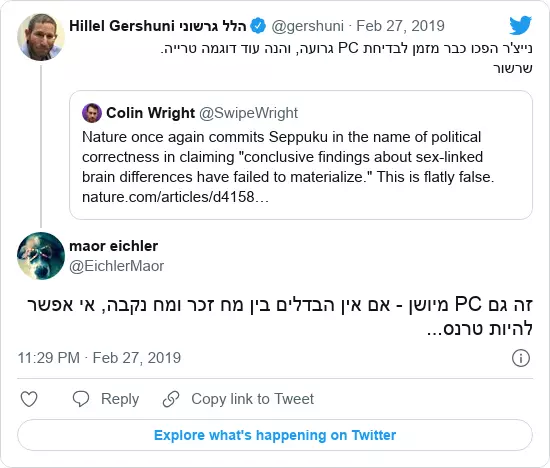 Hillel Gershuni הלל גרשוני @gershuni · Feb 27, 2019
נייצ'ר הפכו כבר מזמן לבדיחת PC גרועה, והנה עוד דוגמה טרייה.
שרשור
Colin Wright @SwipeWright
Nature once again commits Seppuku in the name of political
correctness in claiming "conclusive findings about sex-linked
brain differences have failed to materialize." This is flatly false.
nature.com/articles/d4158…
maor eichler
@EichlerMaor
זה גם PC מיושן - אם אין הבדלים בין מח זכר ומח נקבה, אי אפשר
להיות טרנס...
11:29 PM · Feb 27, 2019
Reply
Copy link to Tweet
Explore what's happening on Twitter